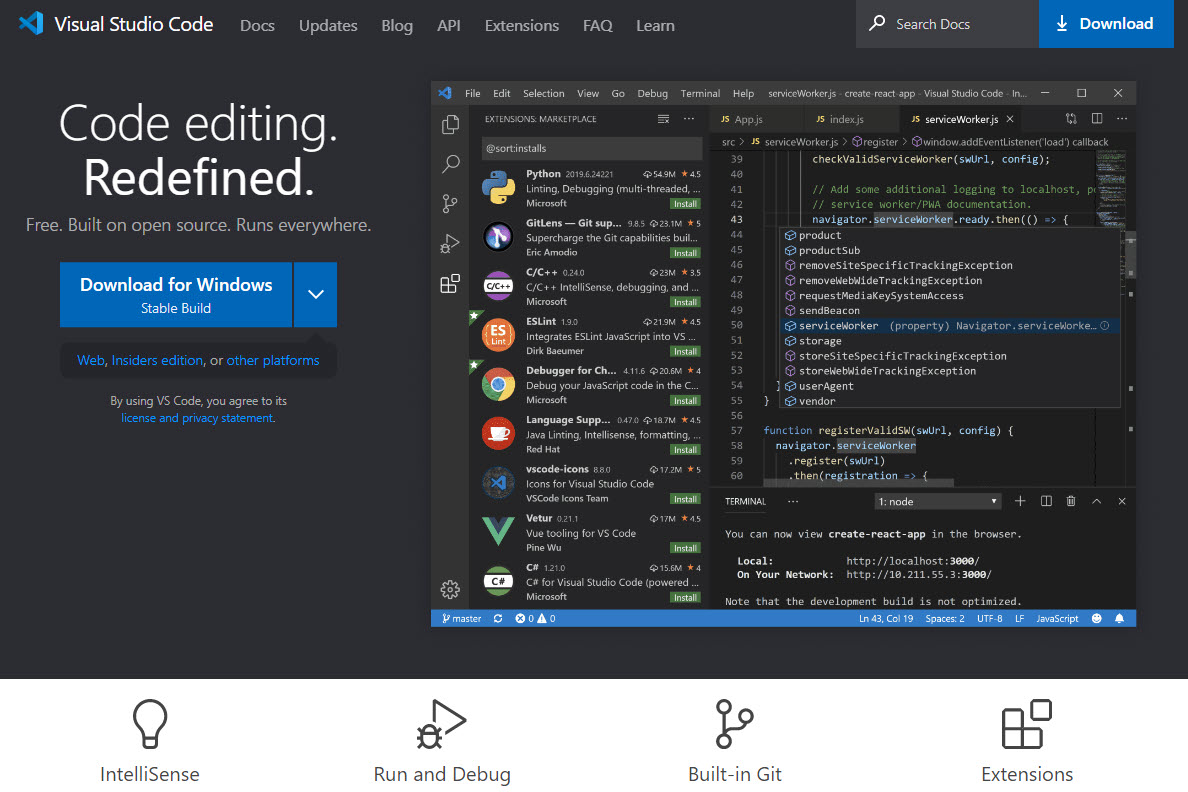 Visual Studio Code Docs Updates Blog API Extensions FAQ Learn Search Docs Download
Code editing.
Redefined.
Free. Built on open source. Runs everywhere.
Download for Windows
Stable Build
Web, Insiders edition, or other platforms
By using VS Code, you agree to its
license and privacy statement.
File Edit Selection View Go Debug Terminal Help serviceWorker.js - create-react-app - Visual Studio Code - In...
EXTENSIONS: MARKETPLACE
@sort:installs
Python 2019.6.24221 54.9M 4.5
Linting, Debugging (multi-threaded, ...
Microsoft Install
GitLens — Git sup... 9.8.5 23.1M 5
Supercharge the Git capabilities buil...
Eric Amodio Install
C/C++ 0.24.0 23M 3.5
C/C++ IntelliSense, debugging, and ...
Microsoft Install
ESLint 1.9.0 21.9M 4.5
Integrates ESLint JavaScript into VS ...
Dirk Baeumer Install
Debugger for Ch... 4.11.6 20.6M 4
Debug your JavaScript code in the C...
Microsoft Install
Language Supp... 0.47.0 18.7M 4.5
Java Linting, Intellisense, formatting, ...
Red Hat Install
vscode-icons 8.8.0 17.2M 5
Icons for Visual Studio Code
VSCode Icons Team Install
Vetur 0.21.1 17M 4.5
Vue tooling for VS Code
Pine Wu Install
C# 1.21.0 15.6M 4
C# for Visual Studio Code (powered ...
Microsoft Install
C/C++
ES
Lint
C#
JS App.js JS index.js JS serviceWorker.js
src > JS serviceWorker.js > register > window.addEventListener('load') callback
39 checkValidServiceWorker(swUrl, config);
40
41 // Add some additional logging to localhost, p
42 // service worker/PWA documentation.
43 navigator.serviceWorker.ready.then(() => {
44 product
45 productSub
46 removeSiteSpecificTrackingException
47 removeWebWideTrackingException
48 requestMediaKeySystemAccess
49 sendBeacon
50 serviceWorker (property) Navigator.serviceWorke...
51 storage
52 storeSiteSpecificTrackingException
53 storeWebWideTrackingException
54 } userAgent
55 } vendor
56
57 function registerValidSW(swUrl, config) {
58 navigator.serviceWorker
59 .register(swUrl)
60 .then(registration => {
TERMINAL ... 1: node
You can now view create-react-app in the browser.
Local: http://localhost:3000/
On Your Network: http://10.211.55.3:3000/
Note that the development build is not optimized.
master 0 0 Ln 43, Col 19 Spaces: 2 UTF-8 LF JavaScript
IntelliSense Run and Debug Built-in Git Extensions